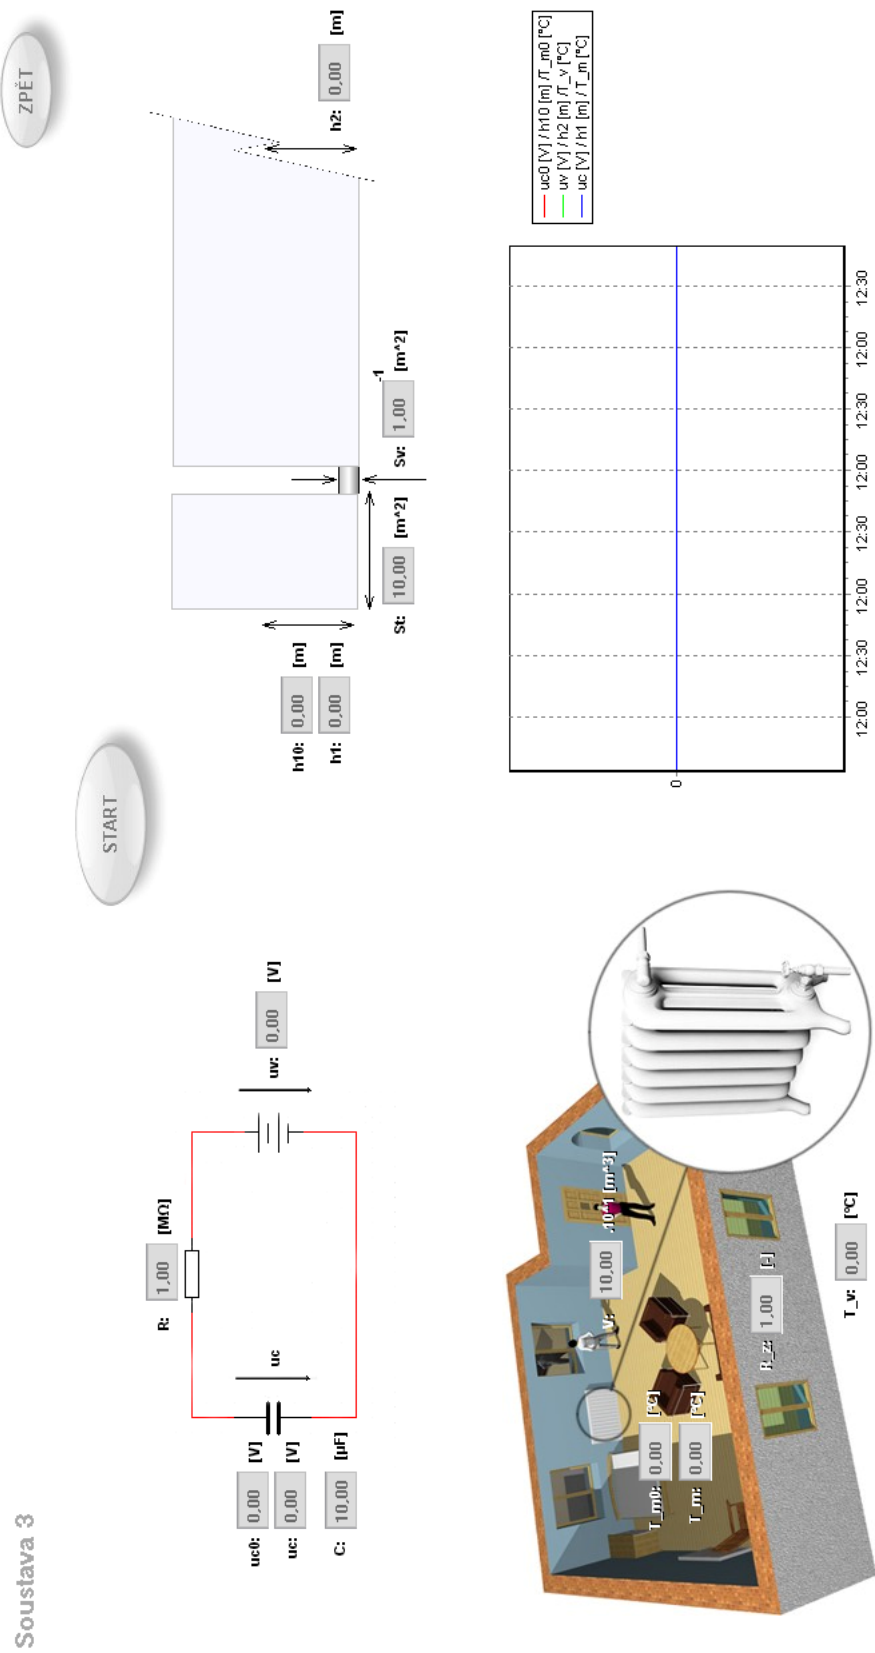 Soustava 3
START
ZPĚT
R: 1,00 [MΩ]
uc0: 0,00 [V]
uc: 0,00 [V]
C: 10,00 [µF]
uc
uv: 0,00 [V]
h10: 0,00 [m]
h1: 0,00 [m]
h2: 0,00 [m]
St: 10,00 [m^2]
Sv: 1,00 [m^2]
-1
V: 10,00 .10^1 [m^3]
T_m0: 0,00 [°C]
T_m: 0,00 [°C]
R_z: 1,00 [-]
T_v: 0,00 [°C]
uc0 [V] / h10 [m] /T_m0 [°C]
uv [V] / h2 [m] /T_v [°C]
uc [V] / h1 [m] / T_m [°C]
0
12:00 12:30 12:00 12:30 12:00 12:30 12:00 12:30